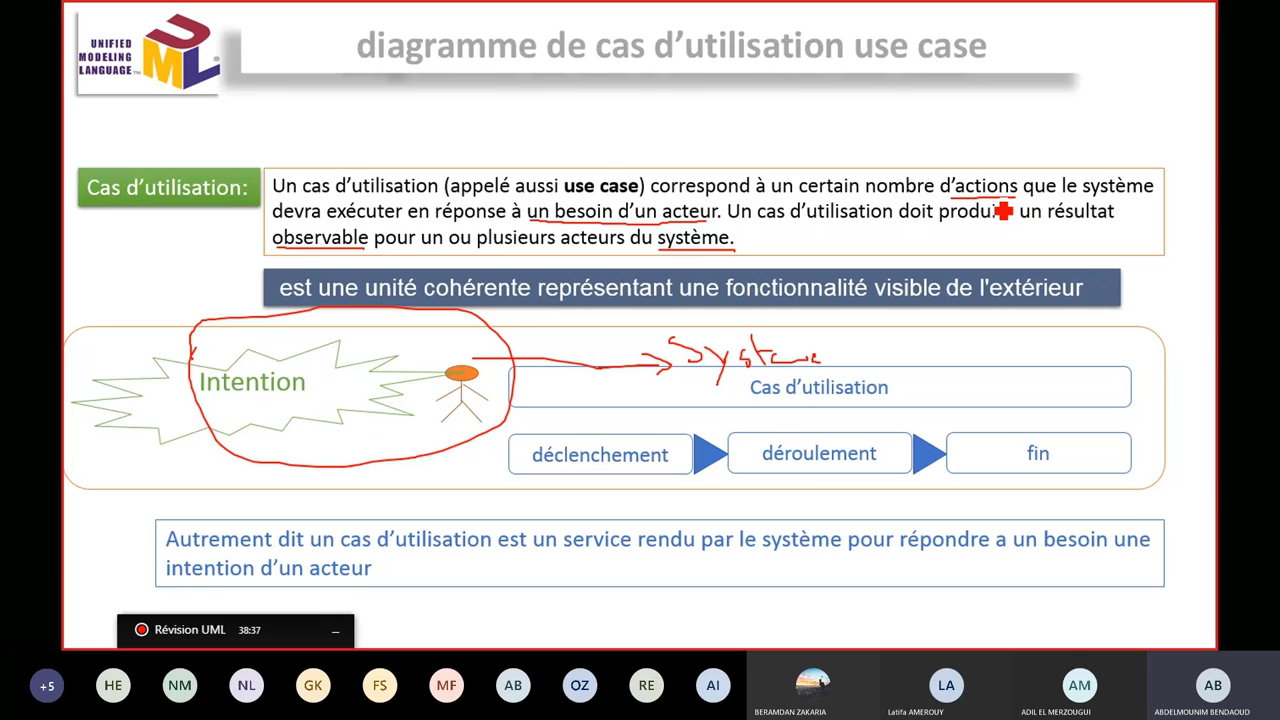 UNIFIED
MODELING
LANGUAGE™
UML®
diagramme de cas d'utilisation use case
Cas d'utilisation:
Un cas d'utilisation (appelé aussi use case) correspond à un certain nombre d'actions que le système
devra exécuter en réponse à un besoin d'un acteur. Un cas d'utilisation doit produi un résultat
observable pour un ou plusieurs acteurs du système.
est une unité cohérente représentant une fonctionnalité visible de l'extérieur
Intention
Système
Cas d'utilisation
déclenchement
déroulement
fin
Autrement dit un cas d'utilisation est un service rendu par le système pour répondre a un besoin une
intention d'un acteur
Révision UML 38:37
+5 HE NM NL GK FS MF AB OZ RE AI LA AM AB
BERAMDAN ZAKARIA Latifa AMEROUY ADIL EL MERZOUGUI ABDELMOUNIM BENDAOUD